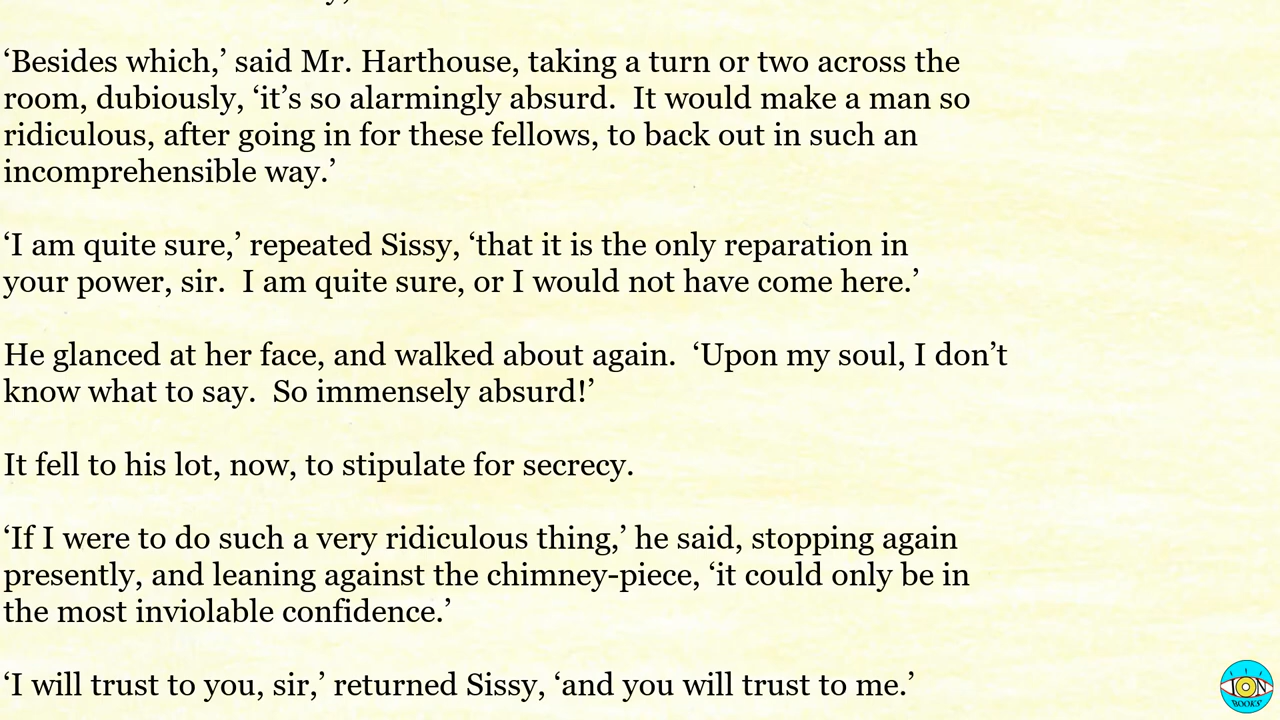 ‘Besides which,’ said Mr. Harthouse, taking a turn or two across the
room, dubiously, ‘it’s so alarmingly absurd.  It would make a man so
ridiculous, after going in for these fellows, to back out in such an
incomprehensible way.’
‘I am quite sure,’ repeated Sissy, ‘that it is the only reparation in
your power, sir.  I am quite sure, or I would not have come here.’
He glanced at her face, and walked about again.  ‘Upon my soul, I don’t
know what to say.  So immensely absurd!’
It fell to his lot, now, to stipulate for secrecy.
‘If I were to do such a very ridiculous thing,’ he said, stopping again
presently, and leaning against the chimney-piece, ‘it could only be in
the most inviolable confidence.’
‘I will trust to you, sir,’ returned Sissy, ‘and you will trust to me.’
ION
BOOKS